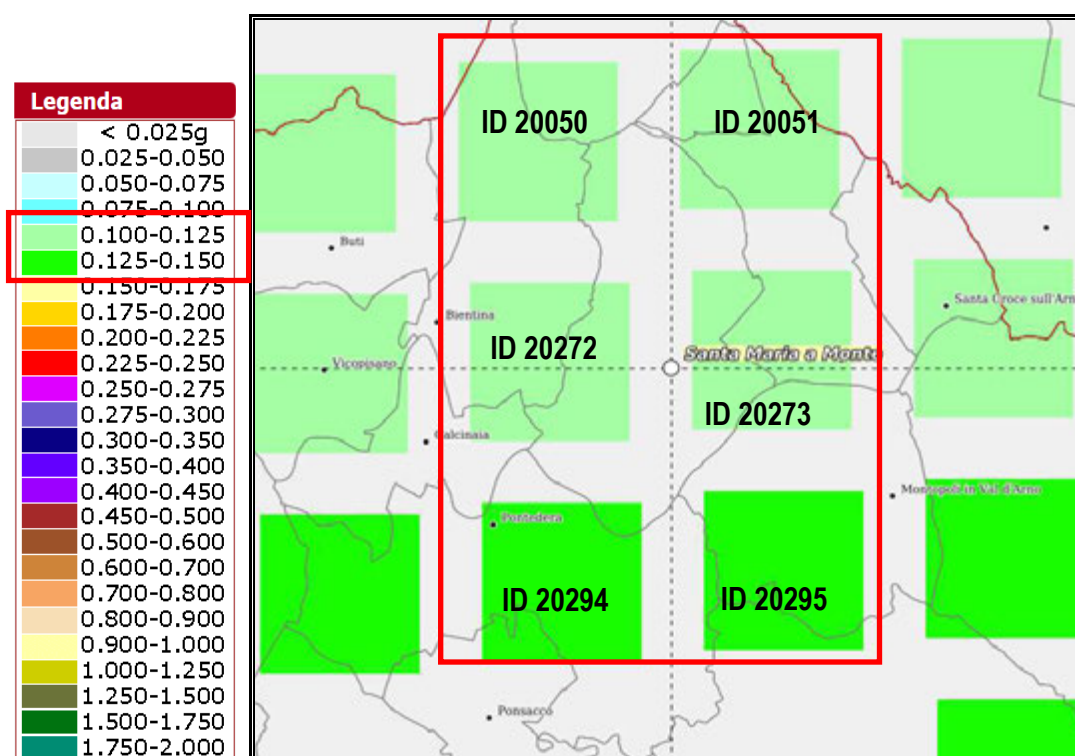 Legenda
< 0.025g
0.025-0.050
0.050-0.075
0.075-0.100
0.100-0.125
0.125-0.150
0.150-0.175
0.175-0.200
0.200-0.225
0.225-0.250
0.250-0.275
0.275-0.300
0.300-0.350
0.350-0.400
0.400-0.450
0.450-0.500
0.500-0.600
0.600-0.700
0.700-0.800
0.800-0.900
0.900-1.000
1.000-1.250
1.250-1.500
1.500-1.750
1.750-2.000
ID 20050
ID 20051
Buti
Santa Croce sull'Arn
Bientina
ID 20272
Santa Maria a Monte
Vicopisano
ID 20273
Calcinaia
Montopoli in Val d'Arno
Pontedera
ID 20294
ID 20295
Ponsacco